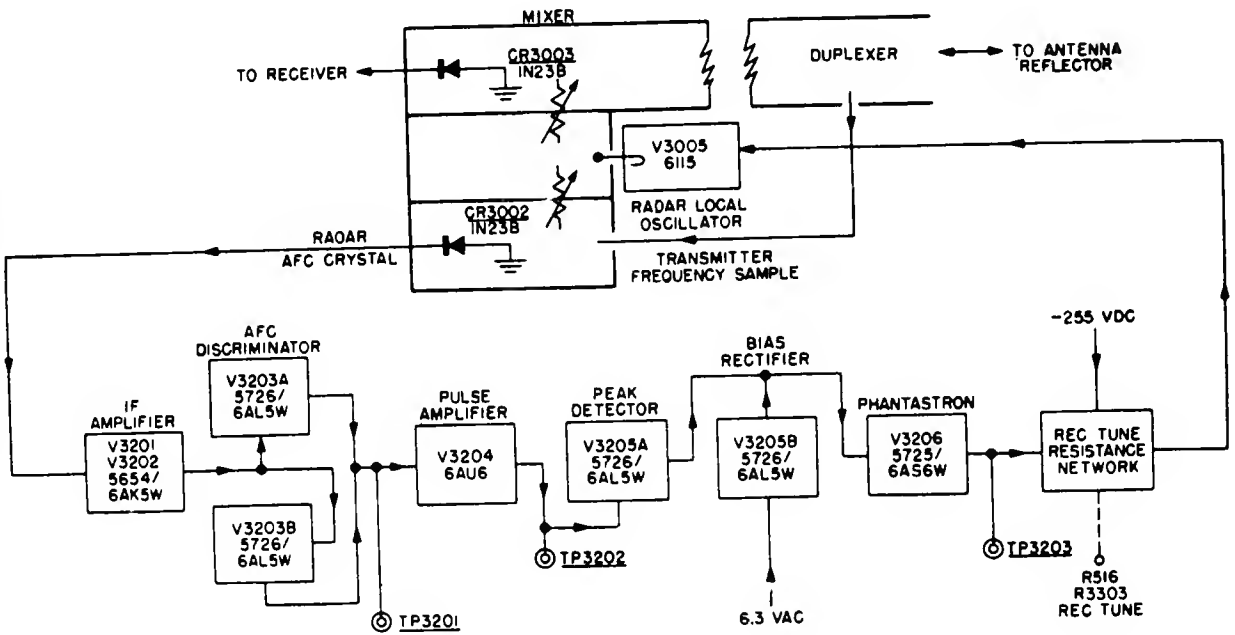 MIXER
CR3003
IN23B
TO RECEIVER
DUPLEXER
TO ANTENNA
REFLECTOR
V3005
6115
RADAR LOCAL
OSCILLATOR
CR3002
IN23B
RADAR
AFC CRYSTAL
TRANSMITTER
FREQUENCY SAMPLE
-255 VDC
AFC
DISCRIMINATOR
V3203A
5726/
6AL5W
IF
AMPLIFIER
V3201
V3202
5654/
6AK5W
V3203B
5726/
6AL5W
TP3201
PULSE
AMPLIFIER
V3204
6AU6
TP3202
PEAK
DETECTOR
V3205A
5726/
6AL5W
BIAS
RECTIFIER
V3205B
5726/
6AL5W
6.3 VAC
PHANTASTRON
V3206
5725/
6AS6W
TP3203
REC TUNE
RESISTANCE
NETWORK
R516
R3303
REC TUNE